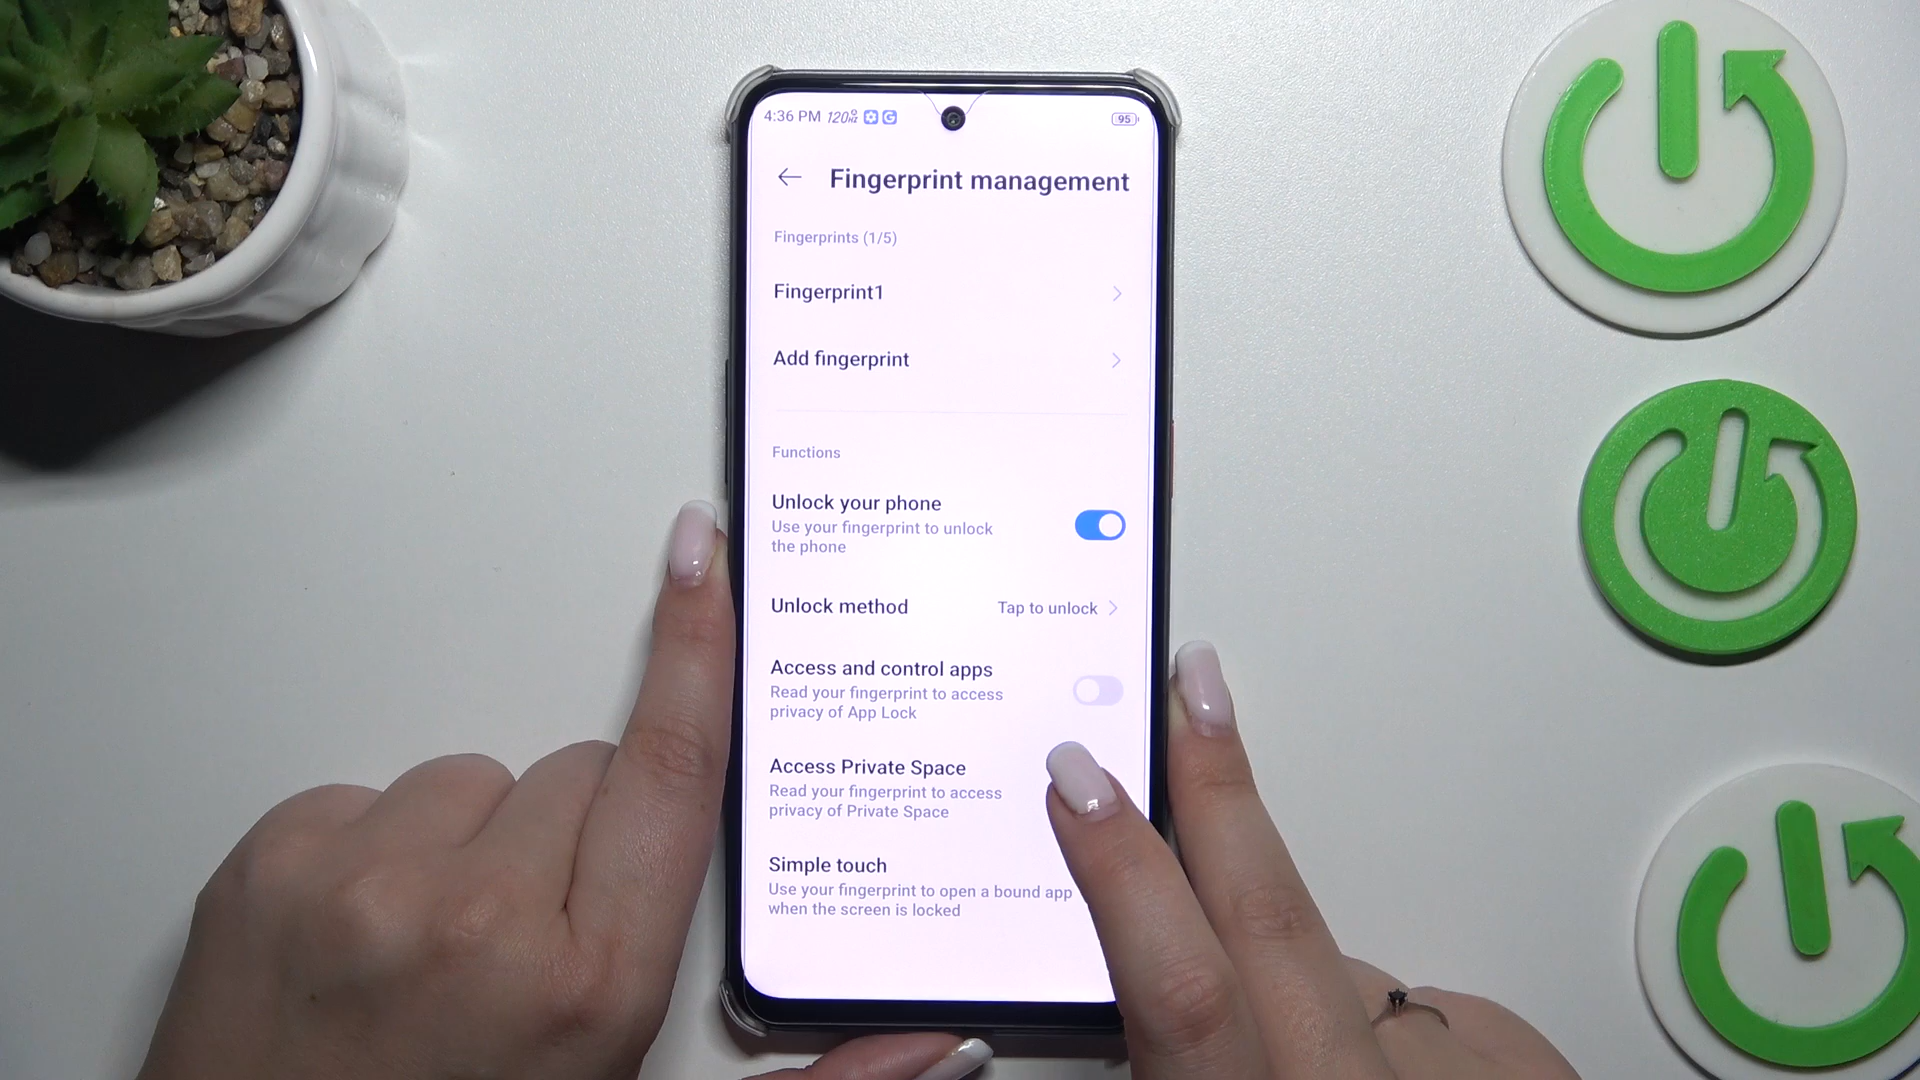 4:36 PM 120Hz G 95
Fingerprint management
Fingerprints (1/5)
Fingerprint1
Add fingerprint
Functions
Unlock your phone
Use your fingerprint to unlock
the phone
Unlock method Tap to unlock
Access and control apps
Read your fingerprint to access
privacy of App Lock
Access Private Space
Read your fingerprint to access
privacy of Private Space
Simple touch
Use your fingerprint to open a bound app
when the screen is locked